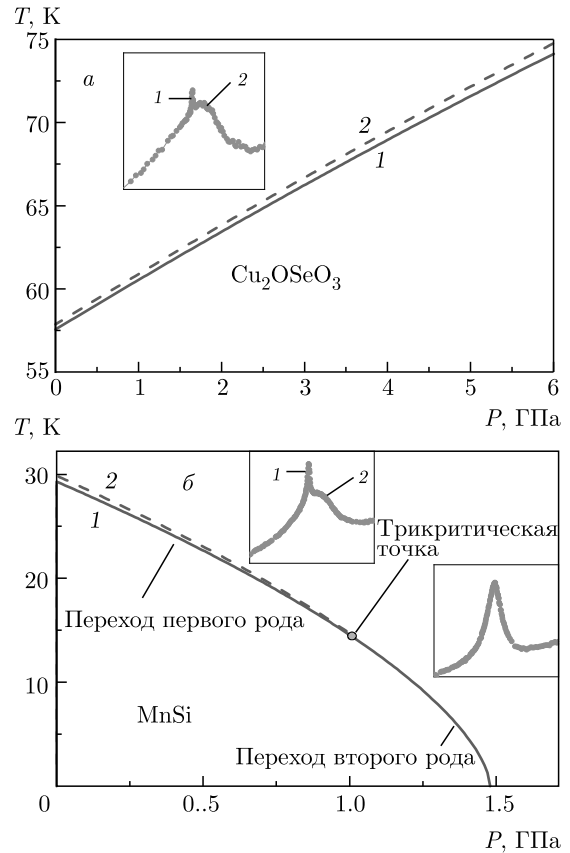 T, К
75
а
1
2
70
2
1
65
Cu2OSeO3
60
55
0 1 2 3 4 5 6
P, ГПа
T, К
30
2
б
1
2
1
Трикритическая
точка
20
Переход первого рода
10
MnSi
Переход второго рода
0 0..5 1.0 1.5
P, ГПа